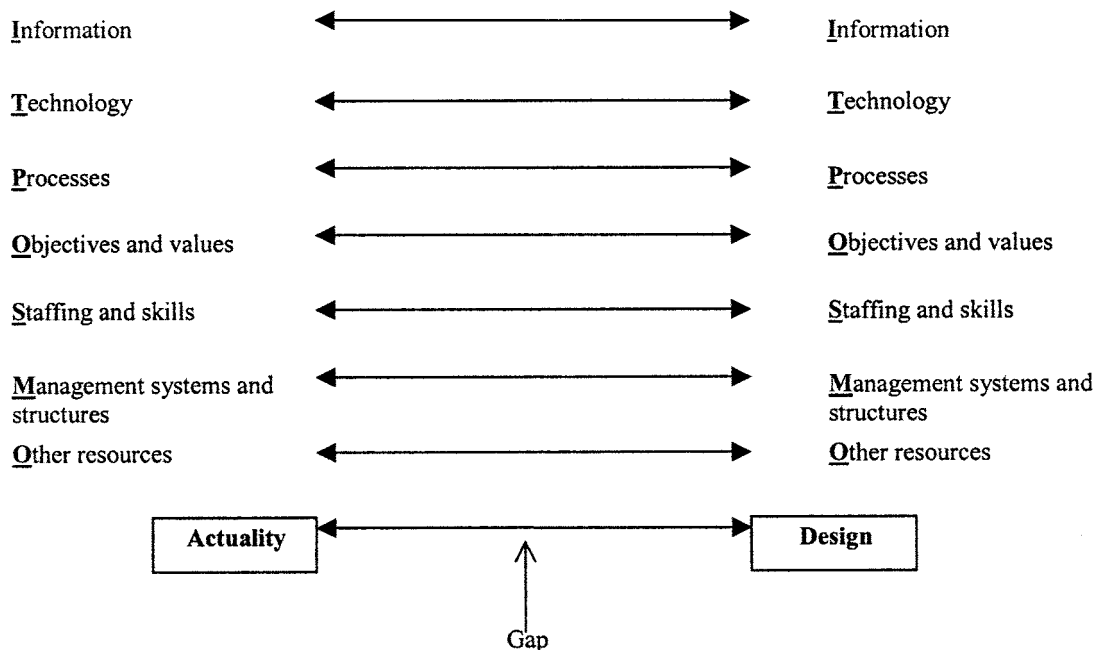 Information Information
Technology Technology
Processes Processes
Objectives and values Objectives and values
Staffing and skills Staffing and skills
Management systems and Management systems and
structures structures
Other resources Other resources
Actuality Design
Gap